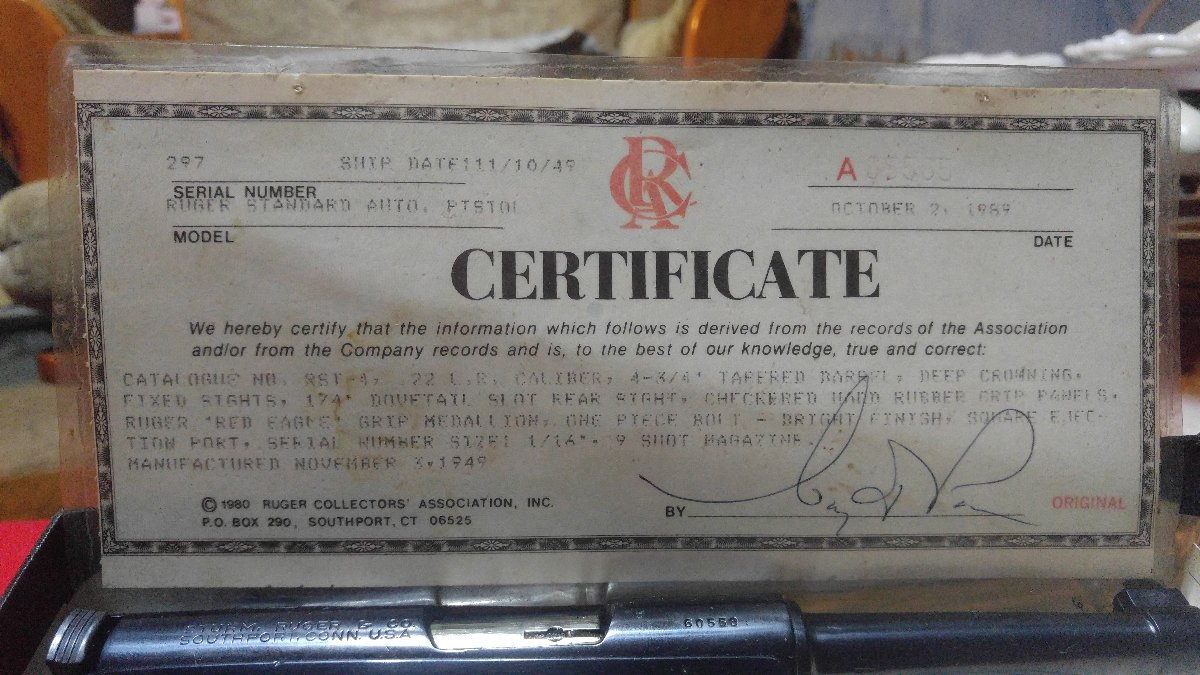 297 SHIP DATE:11/10/49
SERIAL NUMBER
RUGER STANDARD AUTO. PISTOL
MODEL
RCA
A
OCTOBER 2, 1989
DATE
CERTIFICATE
We hereby certify that the information which follows is derived from the records of the Association
and/or from the Company records and is, to the best of our knowledge, true and correct:
CATALOGUE NO. RST-4, .22 L.R. CALIBER, 4-3/4" TAPERED BARREL, DEEP CROWNING,
FIXED SIGHTS, 174° DOVETAIL SLOT REAR SIGHT, CHECKERED HARD RUBBER GRIP PANELS,
RUGER "RED EAGLE" GRIP MEDALLION, ONE PIECE BOLT - BRIGHT FINISH, SQUARE EJEC-
TION PORT, SERIAL NUMBER SIZE: 1/16", 9 SHOT MAGAZINE.
MANUFACTURED NOVEMBER 3,1949
© 1980 RUGER COLLECTORS' ASSOCIATION, INC.
P.O. BOX 290, SOUTHPORT, CT 06525
BY
ORIGINAL
STURM, RUGER & CO.
SOUTHPORT, CONN. U.S.A.
60558